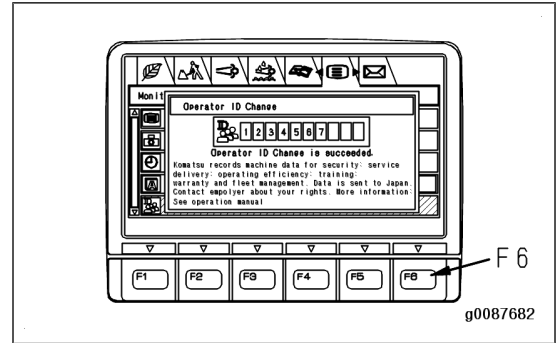 Monit
Operator ID Change
ID 1 2 3 4 5 6 7
Operator ID Change is succeeded.
Komatsu records machine data for security: service
delivery: operating efficiency: training:
warranty and fleet management. Data is sent to Japan.
Contact empolyer about your rights. More information:
See operation manual
F1 F2 F3 F4 F5 F6
F6
g0087682